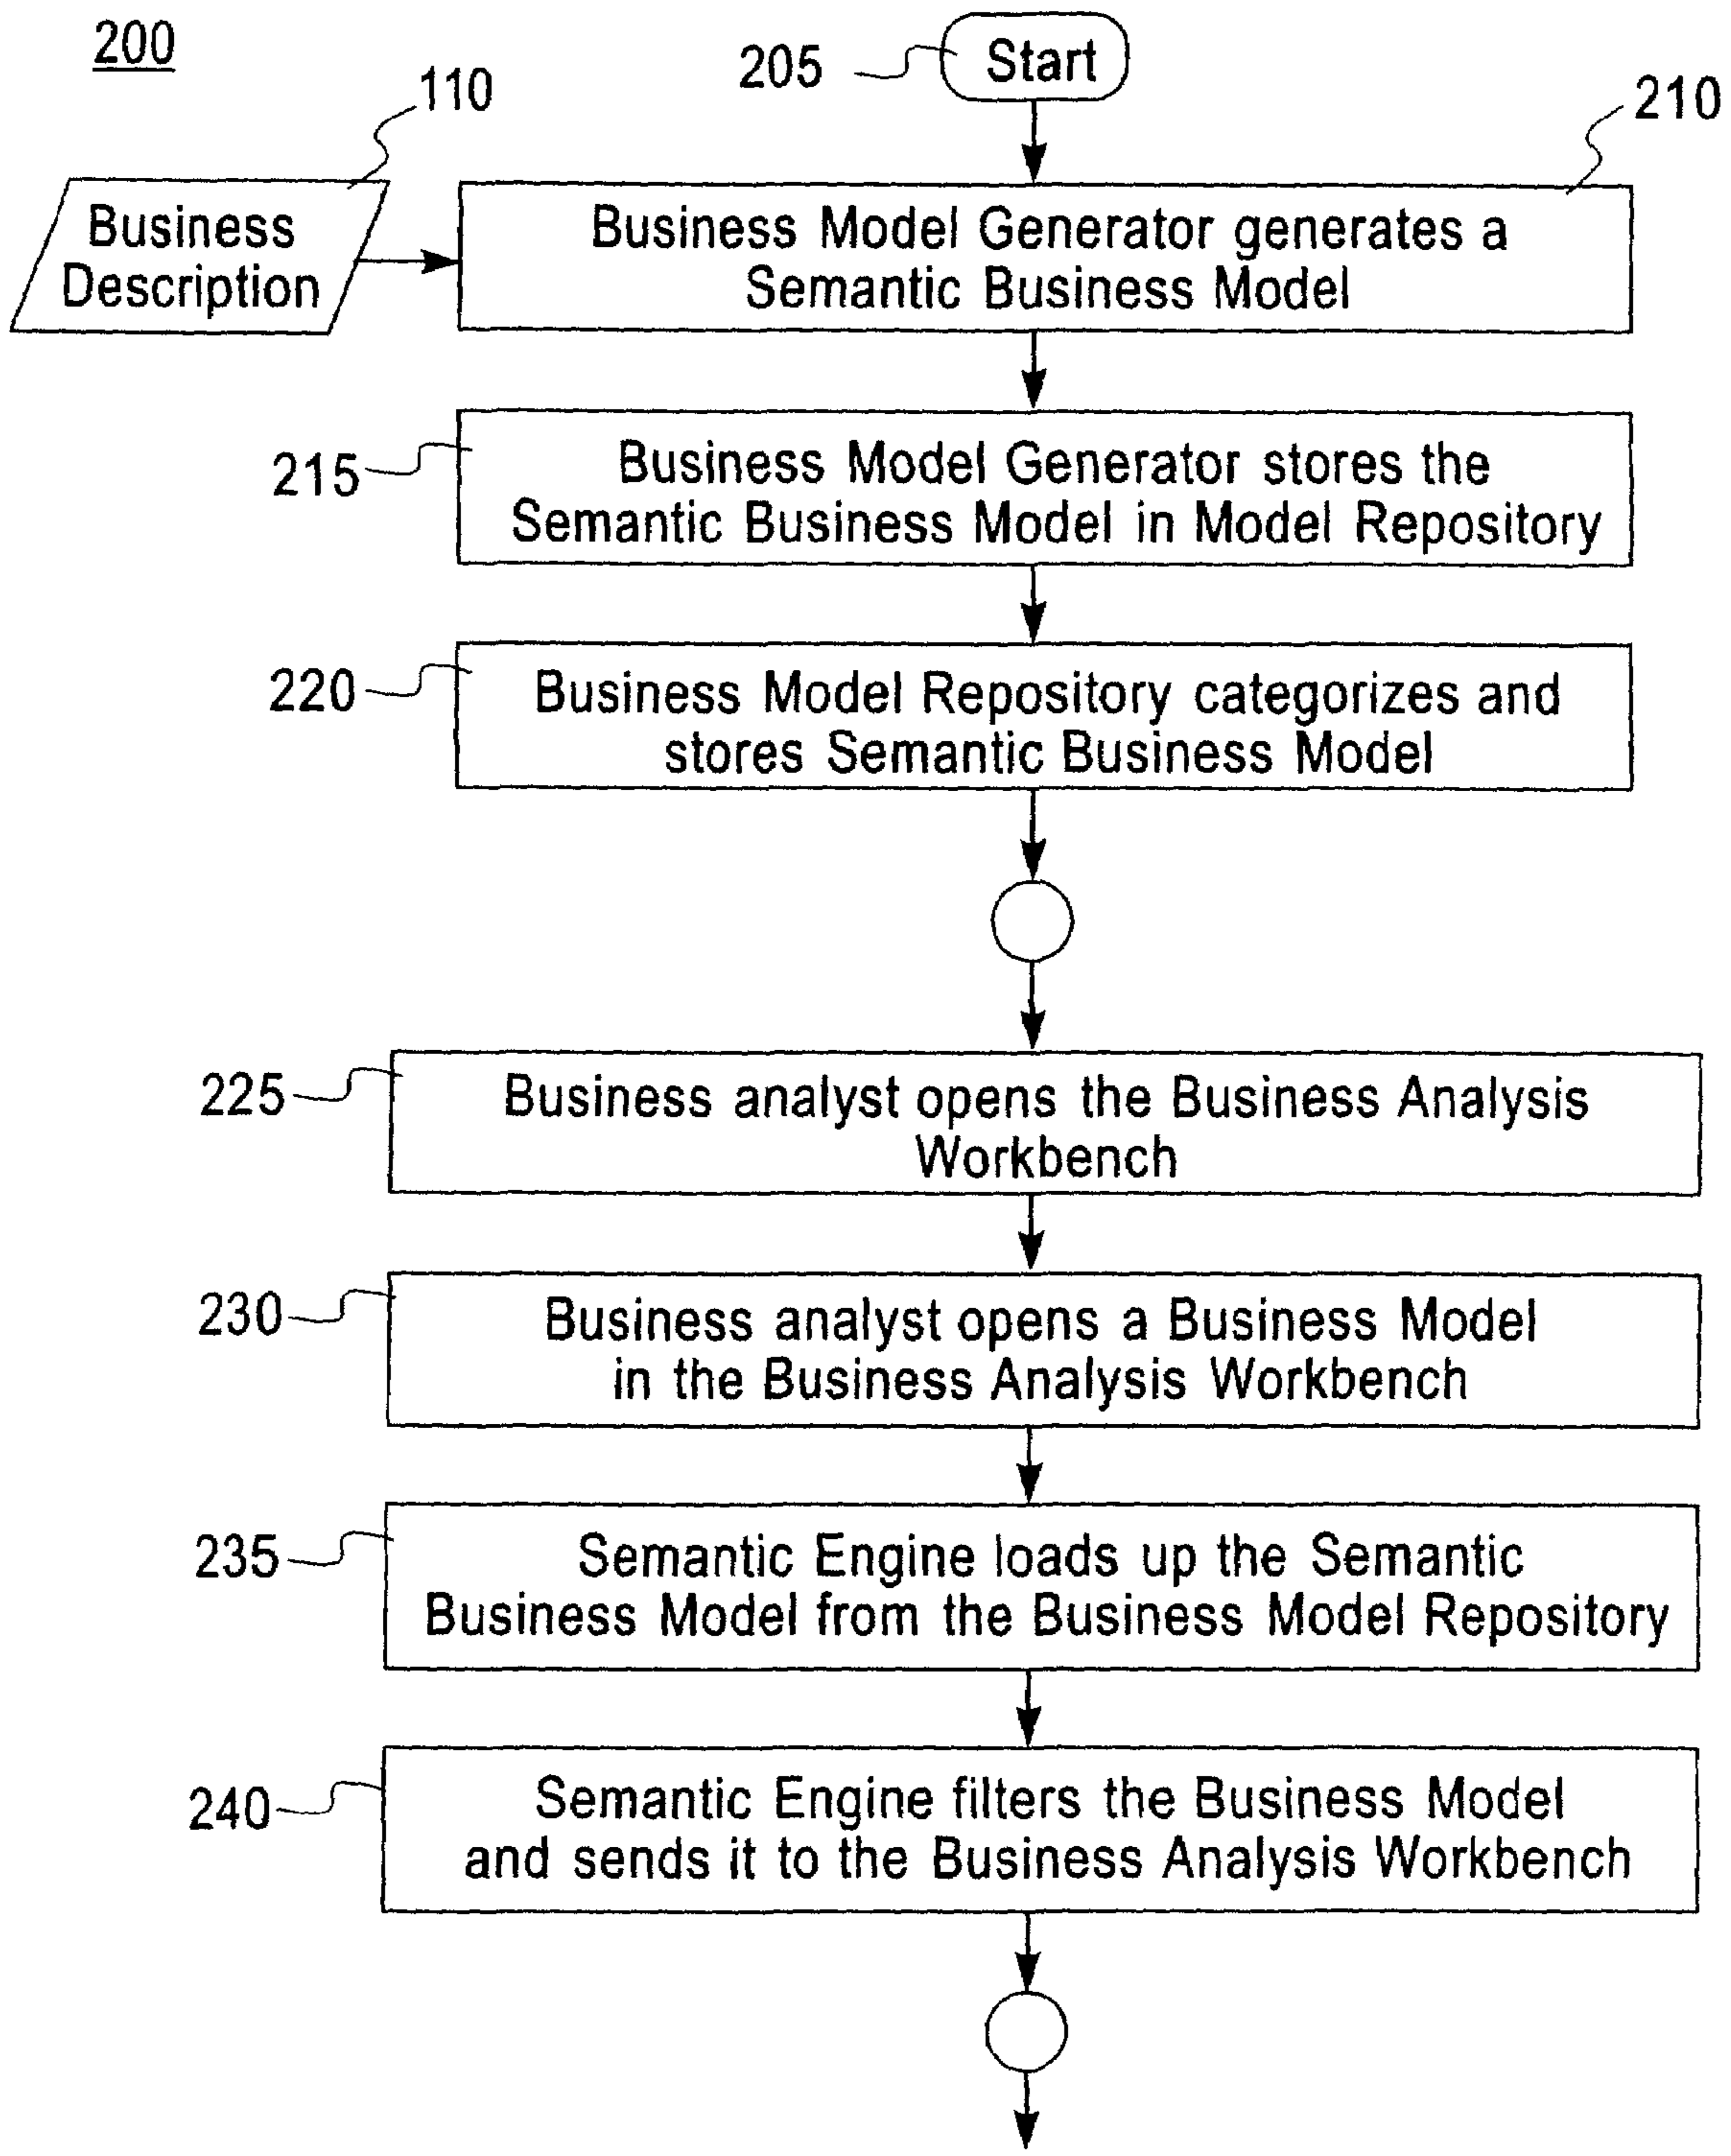 200
110
205
Start
210
Business
Description
Business Model Generator generates a
Semantic Business Model
215
Business Model Generator stores the
Semantic Business Model in Model Repository
220
Business Model Repository categorizes and
stores Semantic Business Model
225
Business analyst opens the Business Analysis
Workbench
230
Business analyst opens a Business Model
in the Business Analysis Workbench
235
Semantic Engine loads up the Semantic
Business Model from the Business Model Repository
240
Semantic Engine filters the Business Model
and sends it to the Business Analysis Workbench